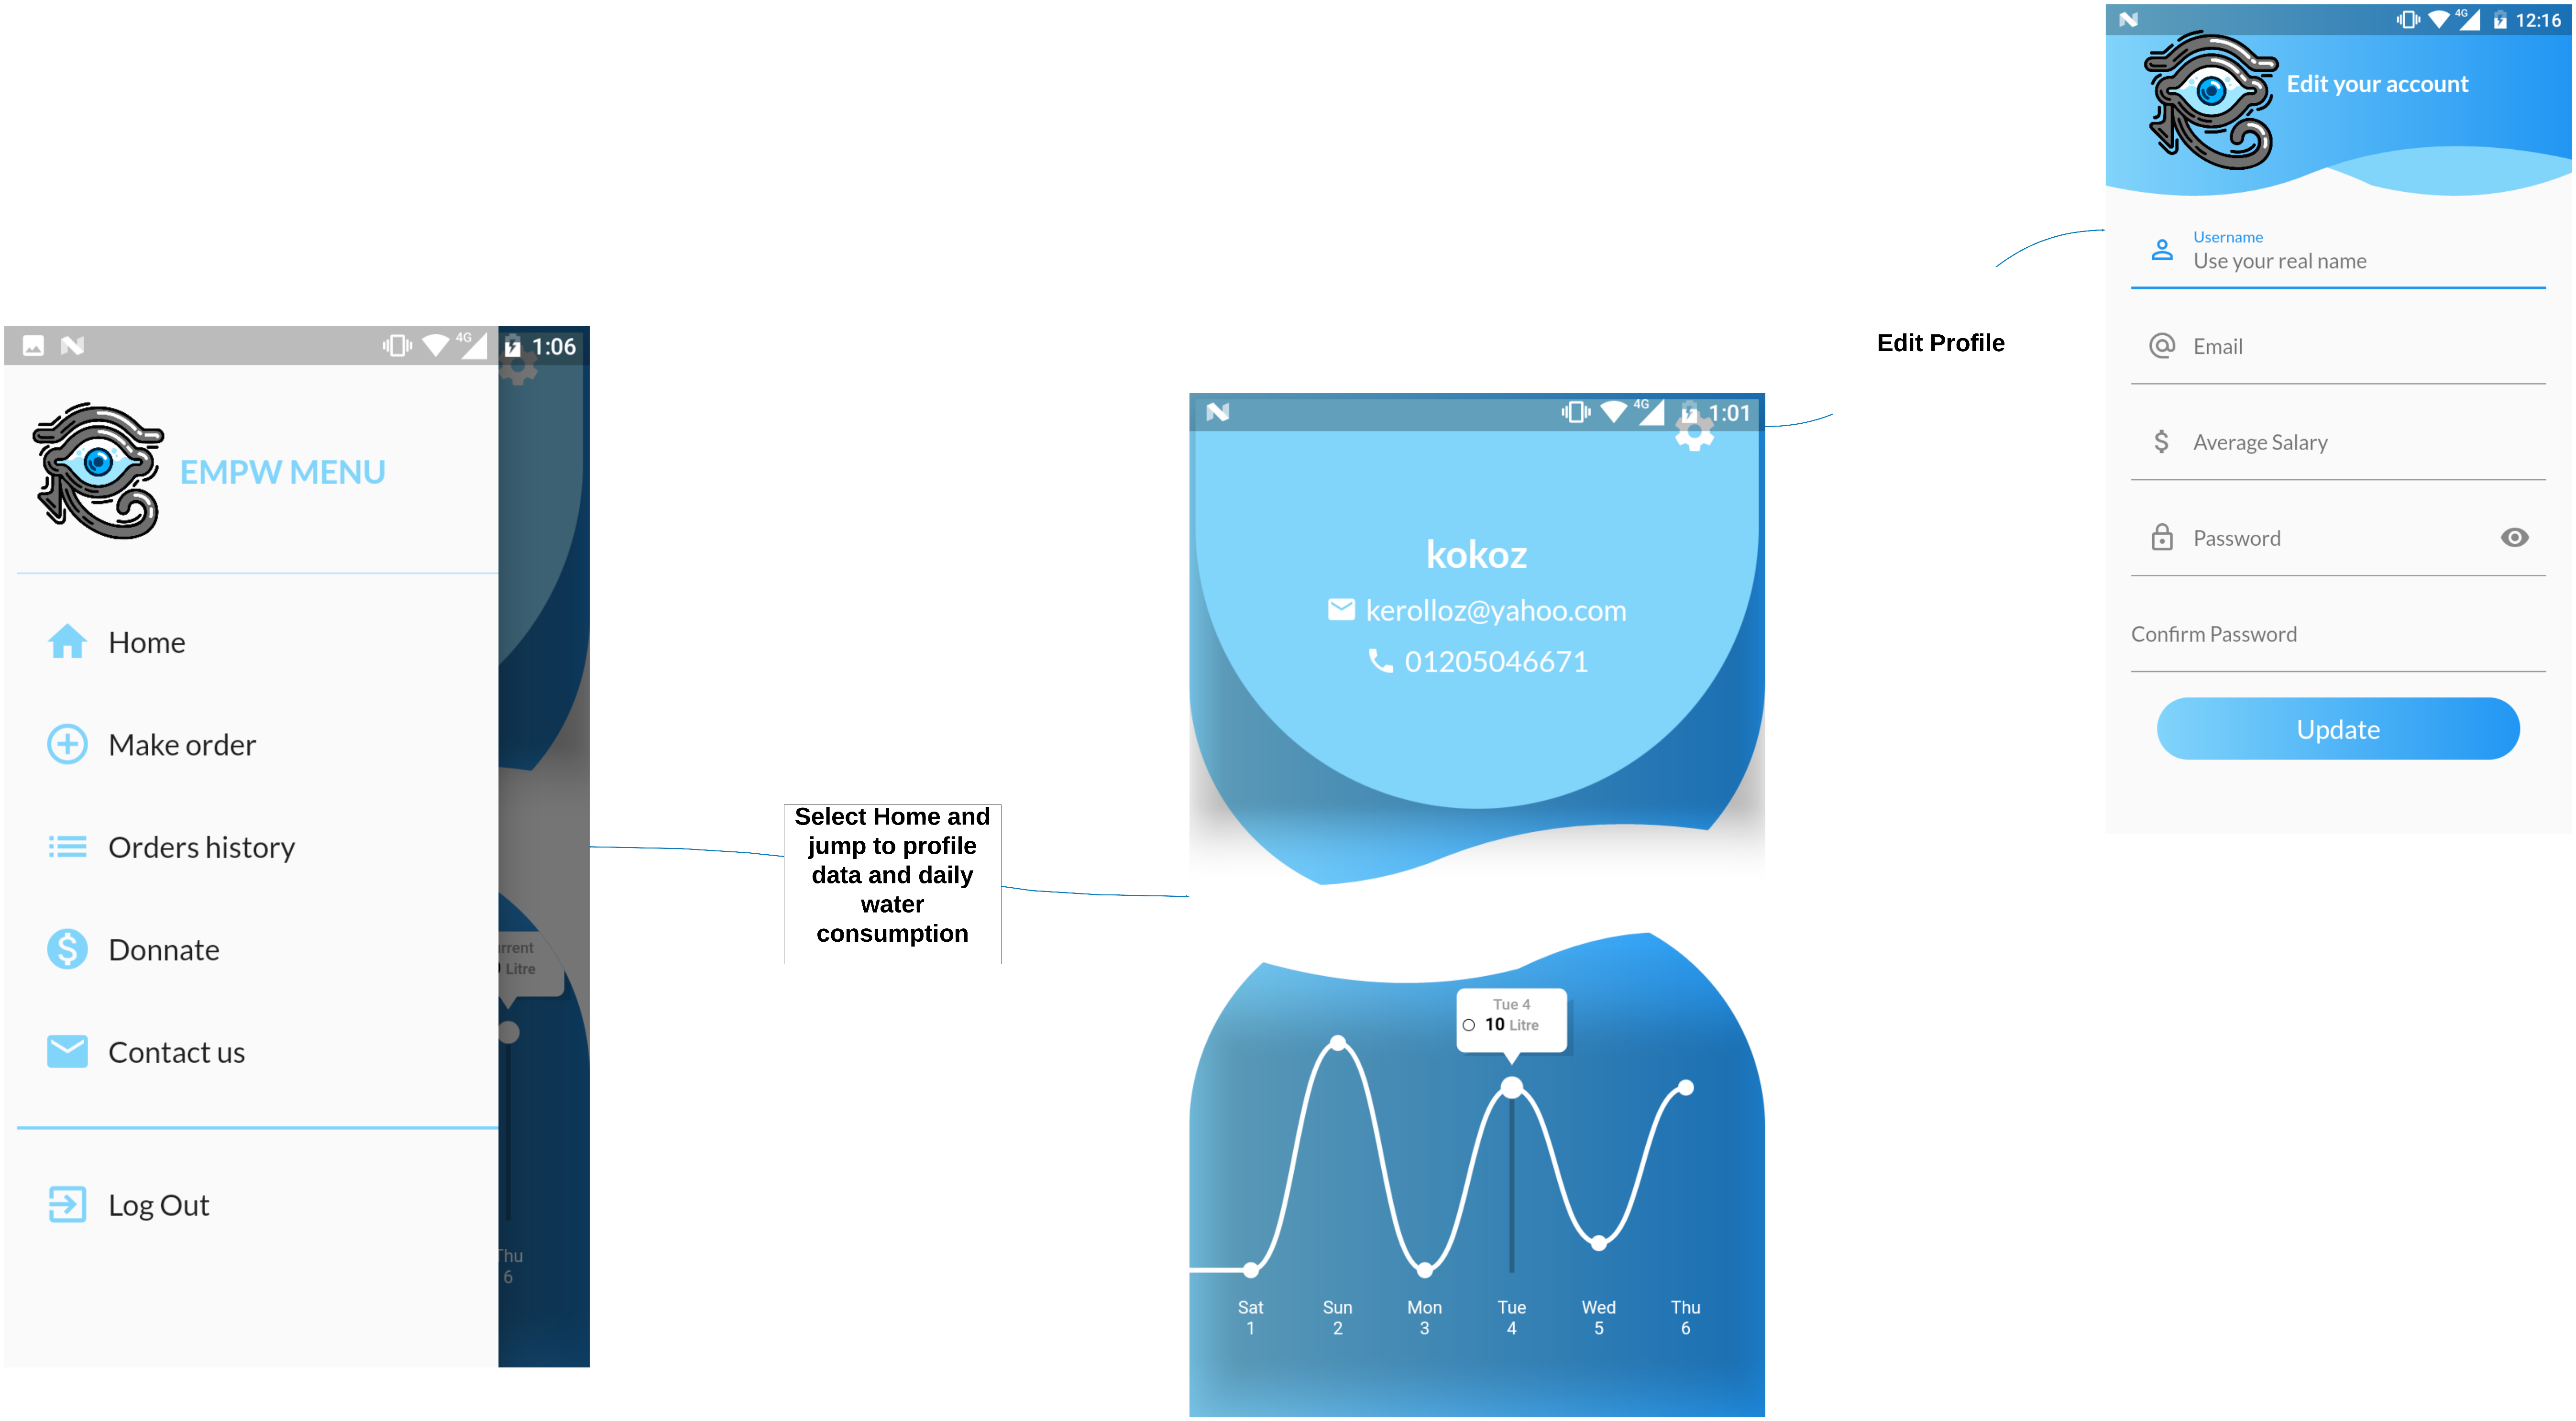 4G
1:06
EMPW MENU
Home
Make order
Orders history
Donnate
Contact us
Log Out
Litre
6
Select Home and
jump to profile
data and daily
water
consumption
4G
1:01
kokoz
kerolloz@yahoo.com
01205046671
Tue 4
10 Litre
Sat Sun Mon Tue Wed Thu
1 2 3 4 5 6
Edit Profile
4G
12:16
Edit your account
Username
Use your real name
Email
Average Salary
Password
Confirm Password
Update